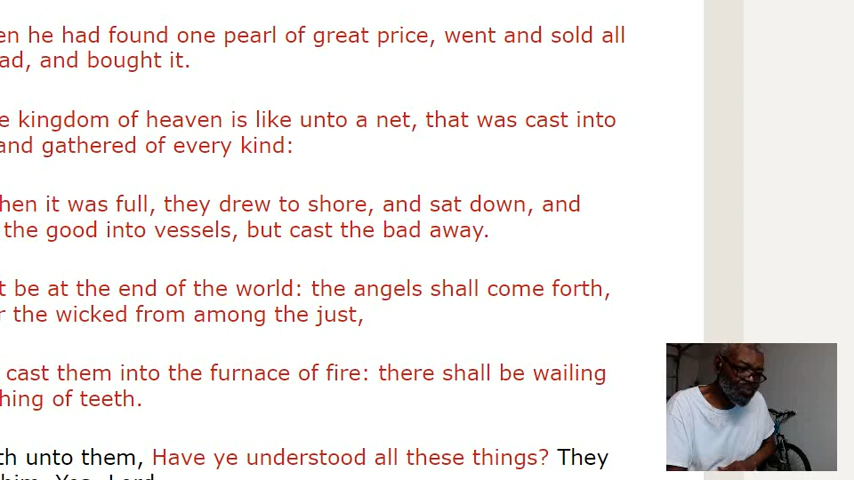 en he had found one pearl of great price, went and sold all
ad, and bought it.
e kingdom of heaven is like unto a net, that was cast into
and gathered of every kind:
hen it was full, they drew to shore, and sat down, and
the good into vessels, but cast the bad away.
t be at the end of the world: the angels shall come forth,
r the wicked from among the just,
cast them into the furnace of fire: there shall be wailing
hing of teeth.
th unto them, Have ye understood all these things? They
him, Yes, Lord